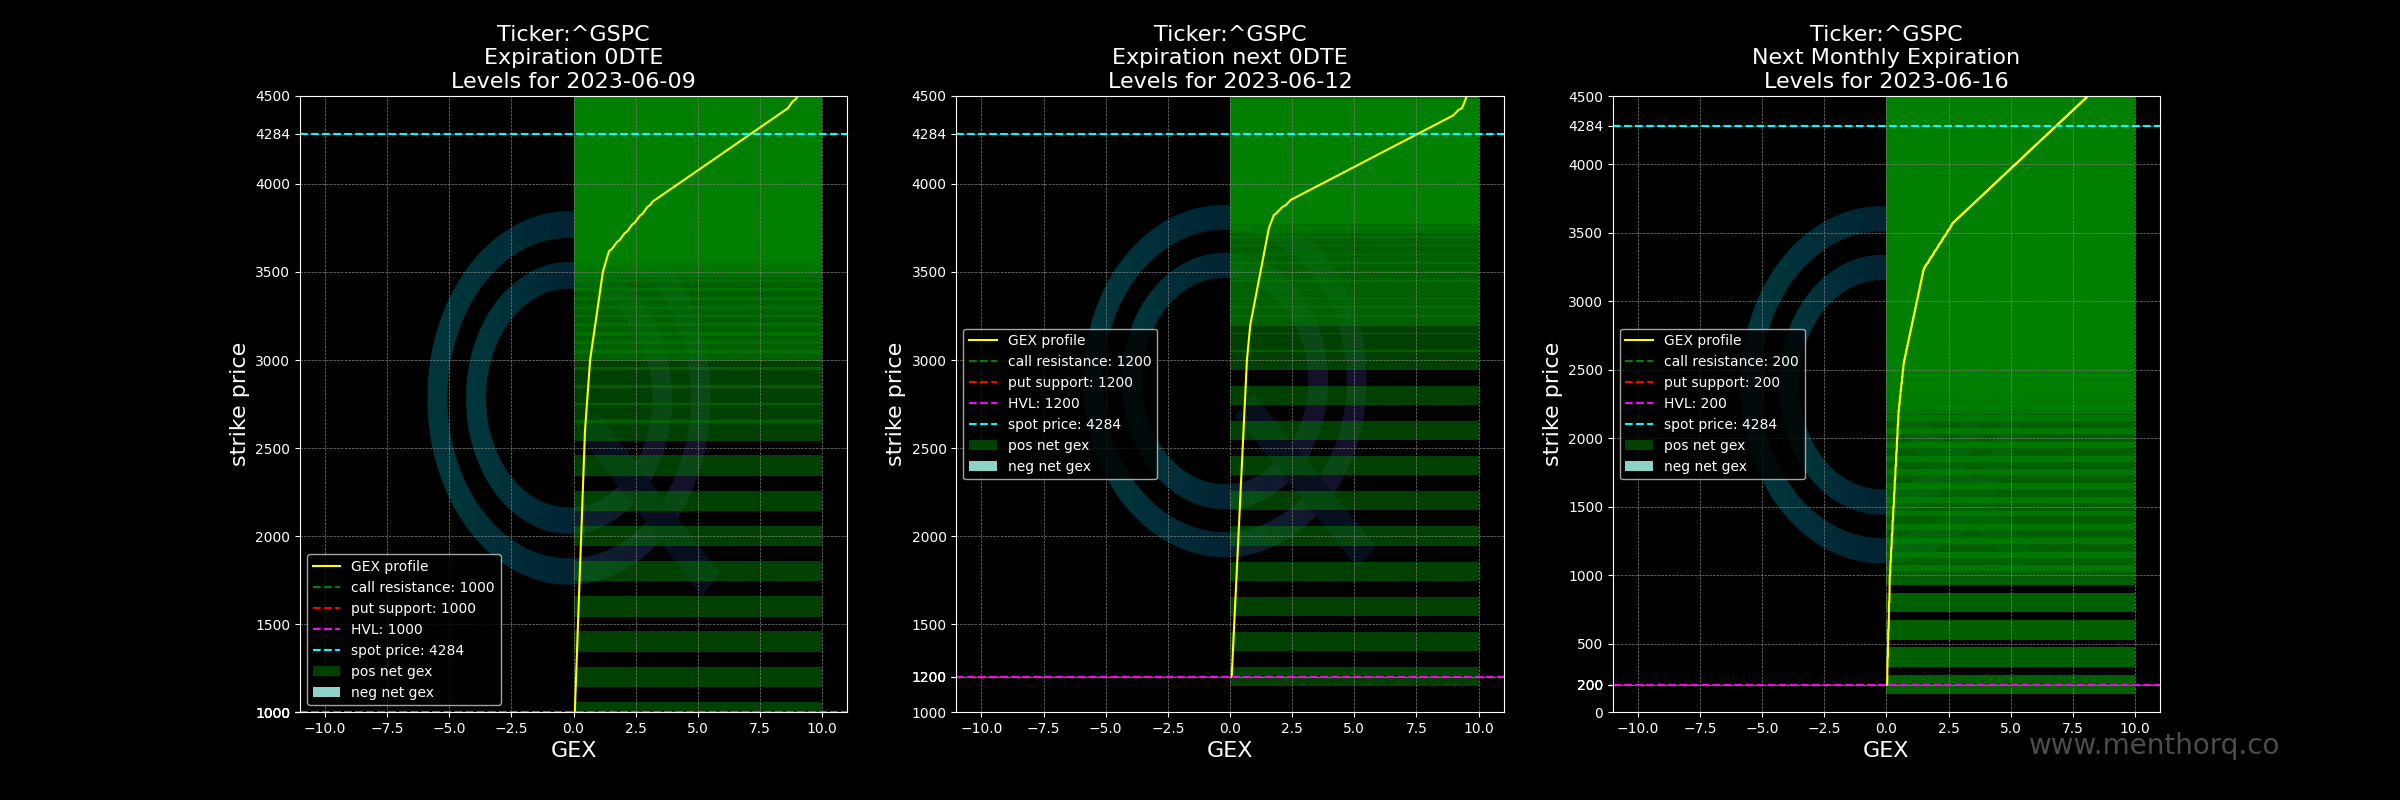 Ticker:^GSPC
Expiration 0DTE
Levels for 2023-06-09
4500
4284
4000
3500
3000
2500
2000
1500
1000
1000
strike price
GEX profile
call resistance: 1000
put support: 1000
HVL: 1000
spot price: 4284
pos net gex
neg net gex
−10.0 −7.5 −5.0 −2.5 0.0 2.5 5.0 7.5 10.0
GEX
Ticker:^GSPC
Expiration next 0DTE
Levels for 2023-06-12
4500
4284
4000
3500
3000
2500
2000
1500
1200
1000
strike price
GEX profile
call resistance: 1200
put support: 1200
HVL: 1200
spot price: 4284
pos net gex
neg net gex
−10.0 −7.5 −5.0 −2.5 0.0 2.5 5.0 7.5 10.0
GEX
Ticker:^GSPC
Next Monthly Expiration
Levels for 2023-06-16
4500
4284
4000
3500
3000
2500
2000
1500
1000
500
200
0
strike price
GEX profile
call resistance: 200
put support: 200
HVL: 200
spot price: 4284
pos net gex
neg net gex
−10.0 −7.5 −5.0 −2.5 0.0 2.5 5.0 7.5 10.0
GEX
www.menthorq.co